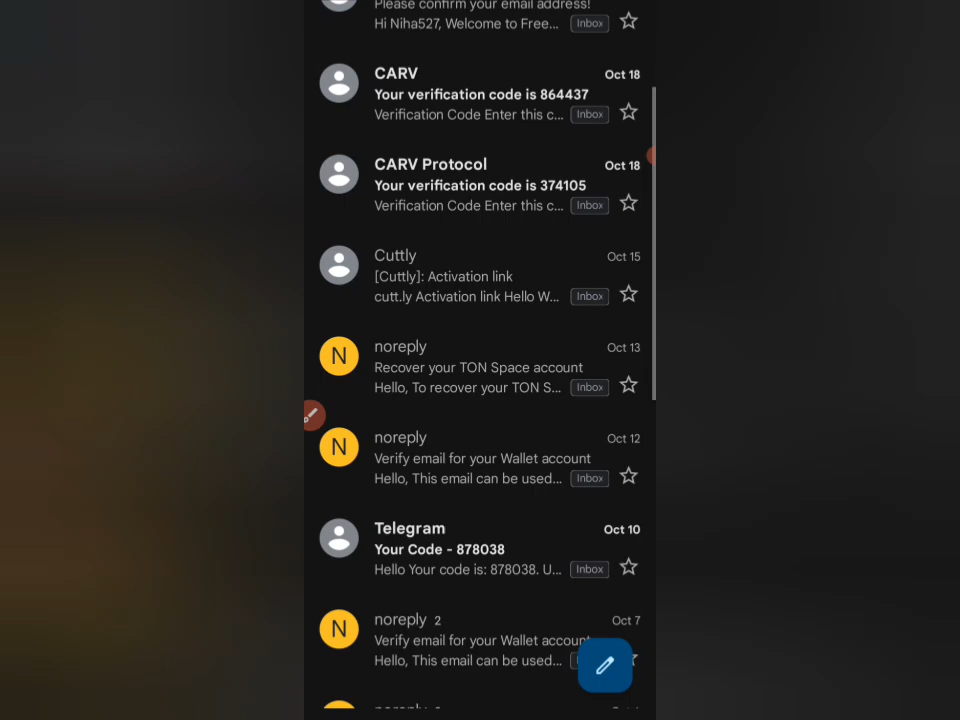 Please confirm your email address!
Hi Niha527, Welcome to Free... Inbox
CARV Oct 18
Your verification code is 864437
Verification Code Enter this c... Inbox
CARV Protocol Oct 18
Your verification code is 374105
Verification Code Enter this c... Inbox
Cuttly Oct 15
[Cuttly]: Activation link
cutt.ly Activation link Hello W... Inbox
N noreply Oct 13
Recover your TON Space account
Hello, To recover your TON S... Inbox
N noreply Oct 12
Verify email for your Wallet account
Hello, This email can be used... Inbox
Telegram Oct 10
Your Code - 878038
Hello Your code is: 878038. U... Inbox
N noreply 2 Oct 7
Verify email for your Wallet account
Hello, This email can be used...